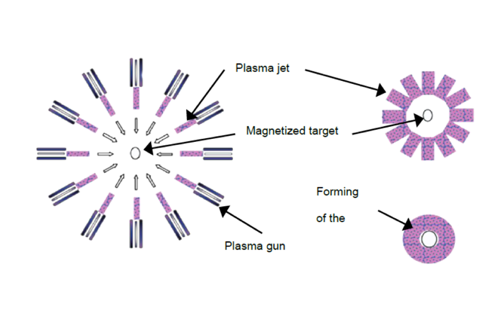 Plasma jet
Magnetized target
Forming
of the
Plasma gun